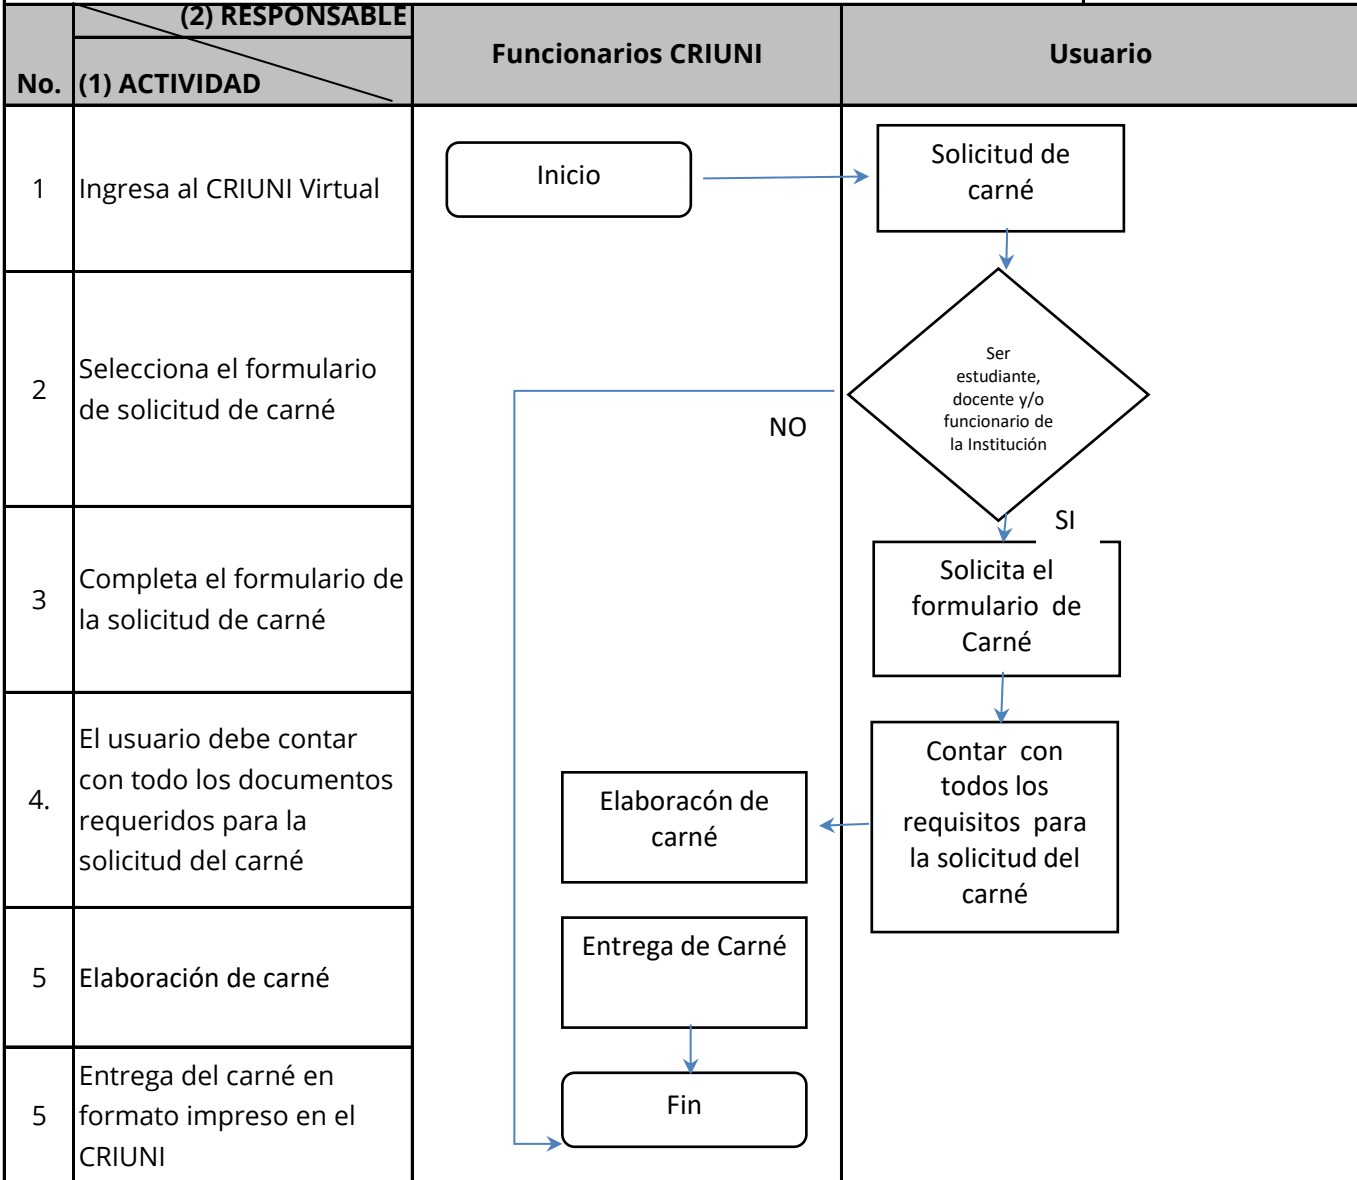 (2) RESPONSABLE
No.
(1) ACTIVIDAD
Funcionarios CRIUNI
Usuario
1
Ingresa al CRIUNI Virtual
Inicio
Solicitud de
carné
2
Selecciona el formulario
de solicitud de carné
NO
Ser
estudiante,
docente y/o
funcionario de
la Institución
SI
3
Completa el formulario de
la solicitud de carné
Solicita el
formulario de
Carné
4.
El usuario debe contar
con todo los documentos
requeridos para la
solicitud del carné
Elaboracón de
carné
Contar con
todos los
requisitos para
la solicitud del
carné
5
Elaboración de carné
Entrega de Carné
5
Entrega del carné en
formato impreso en el
CRIUNI
Fin